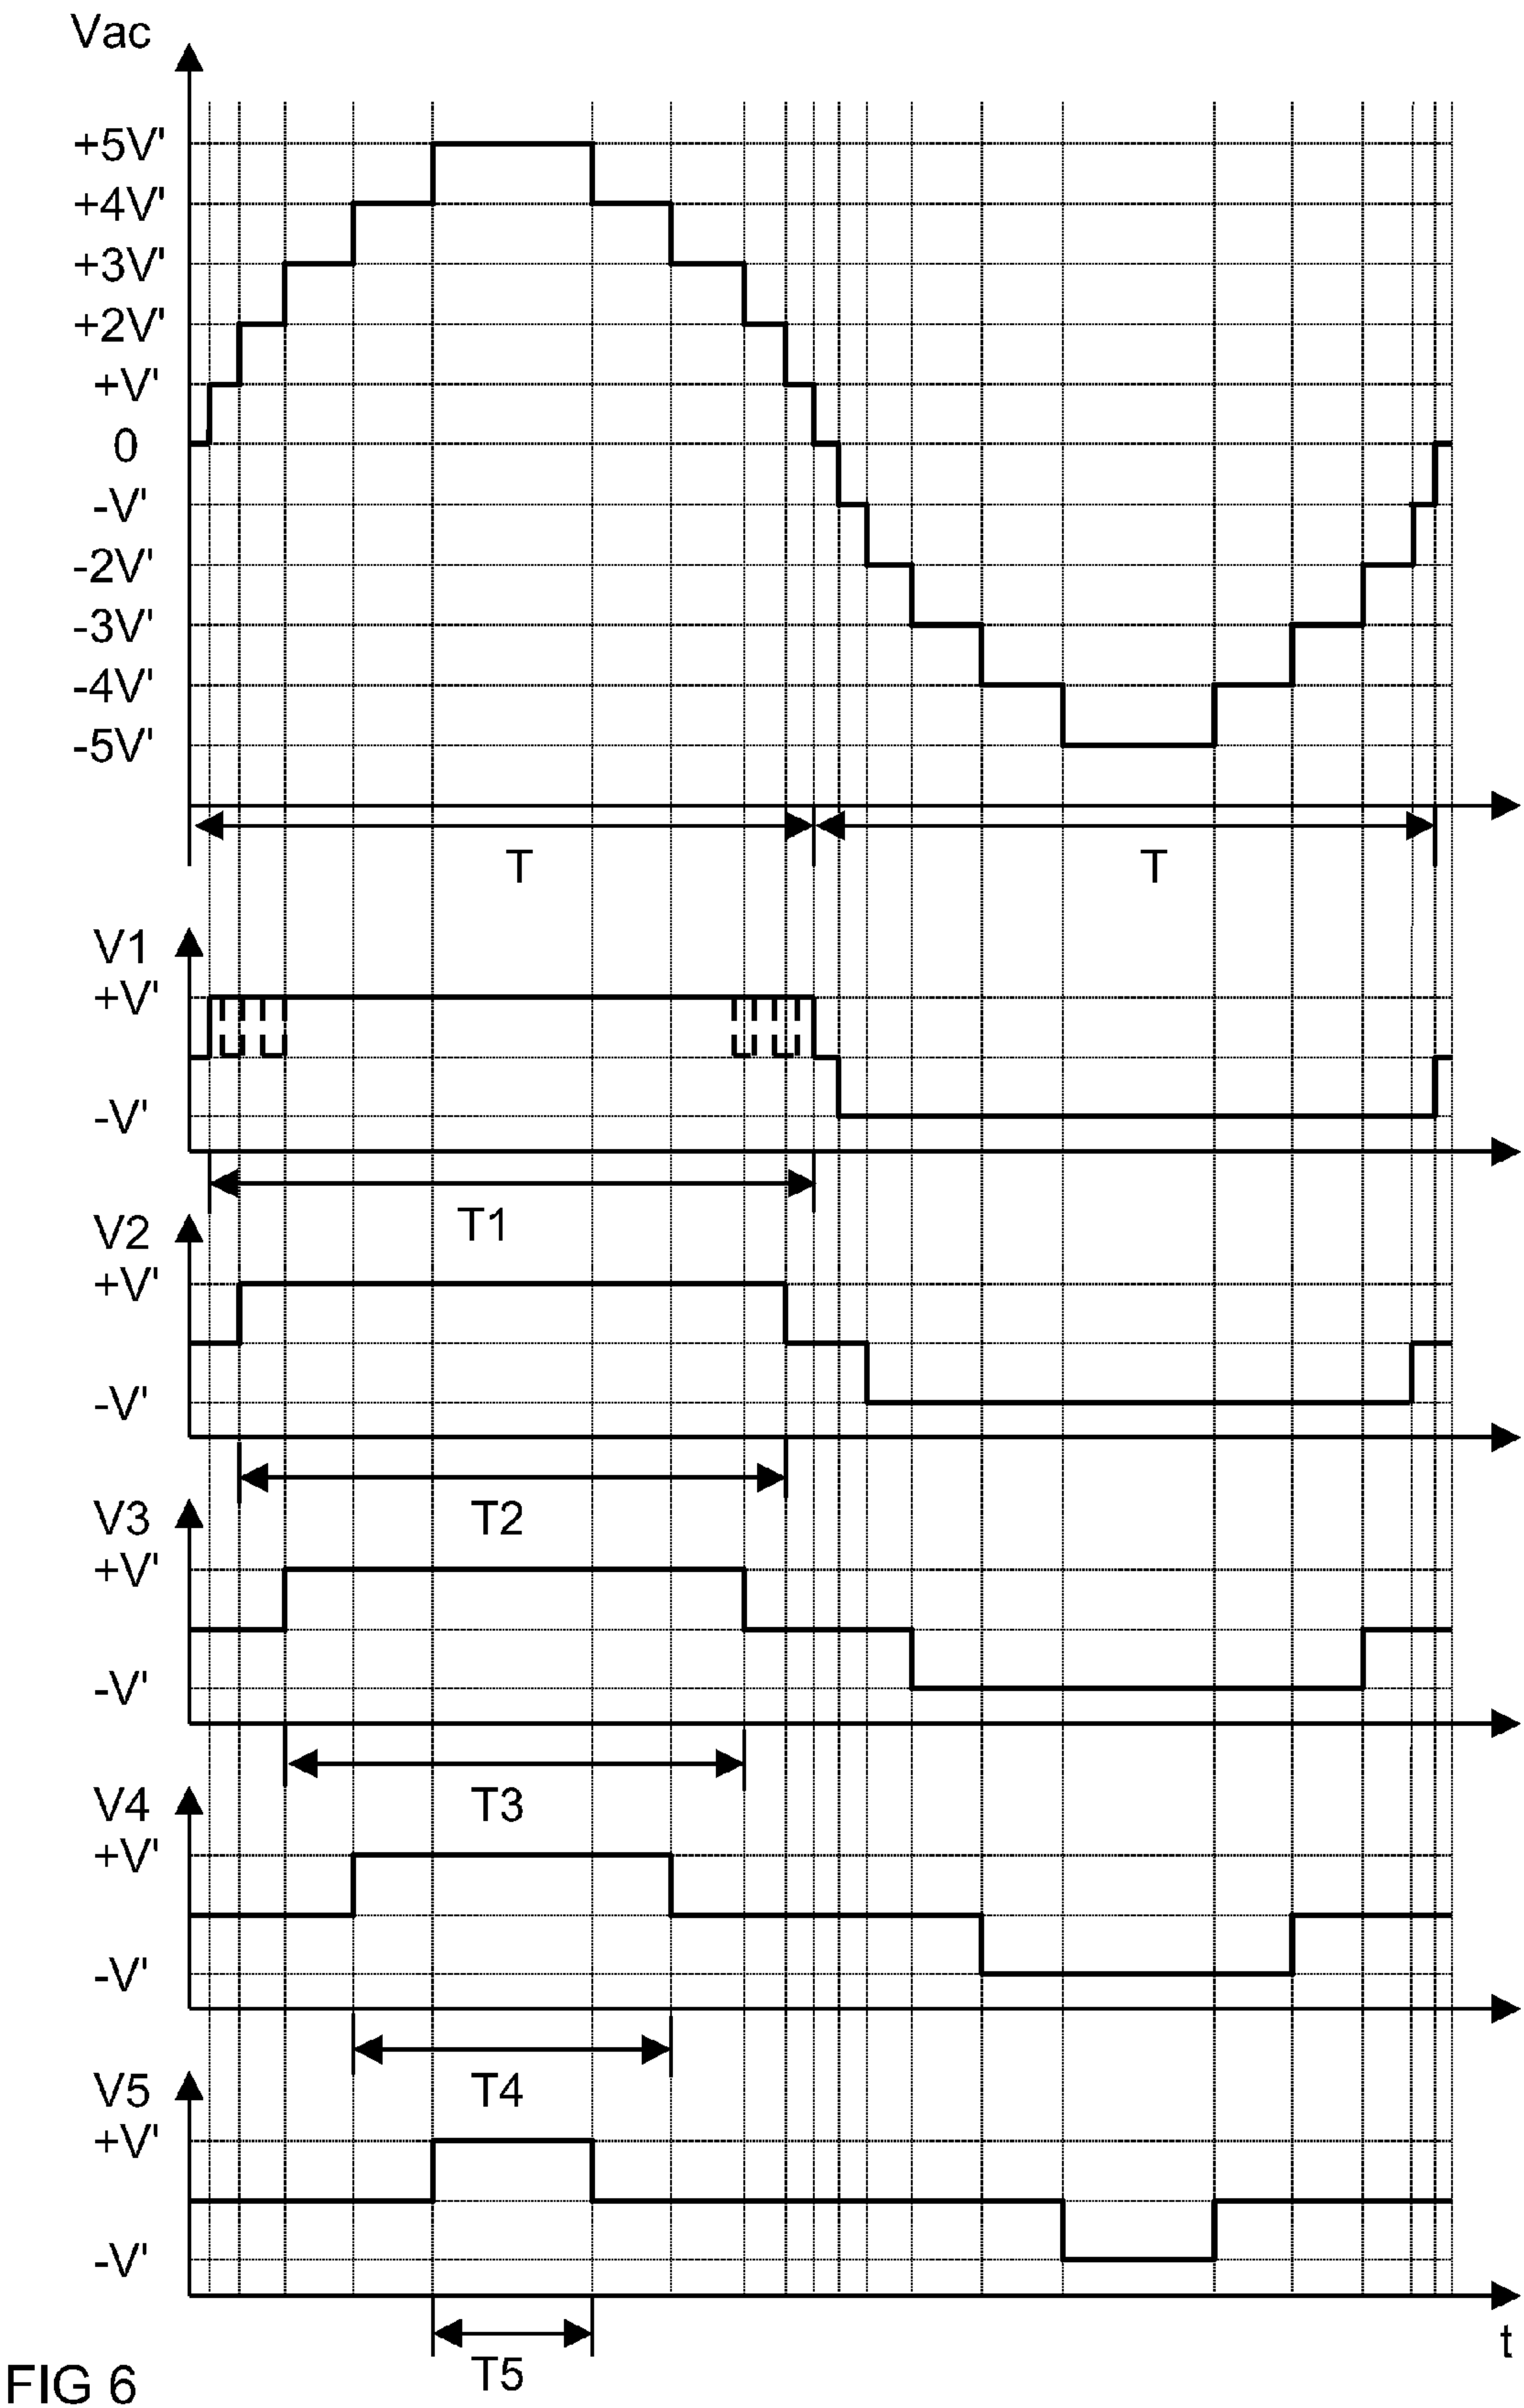 Vac
+5V'
+4V'
+3V'
+2V'
+V'
0
-V'
-2V'
-3V'
-4V'
-5V'
T T
V1
+V'
-V'
T1
V2
+V'
-V'
T2
V3
+V'
-V'
T3
V4
+V'
-V'
T4
V5
+V'
-V'
t
T5
FIG 6